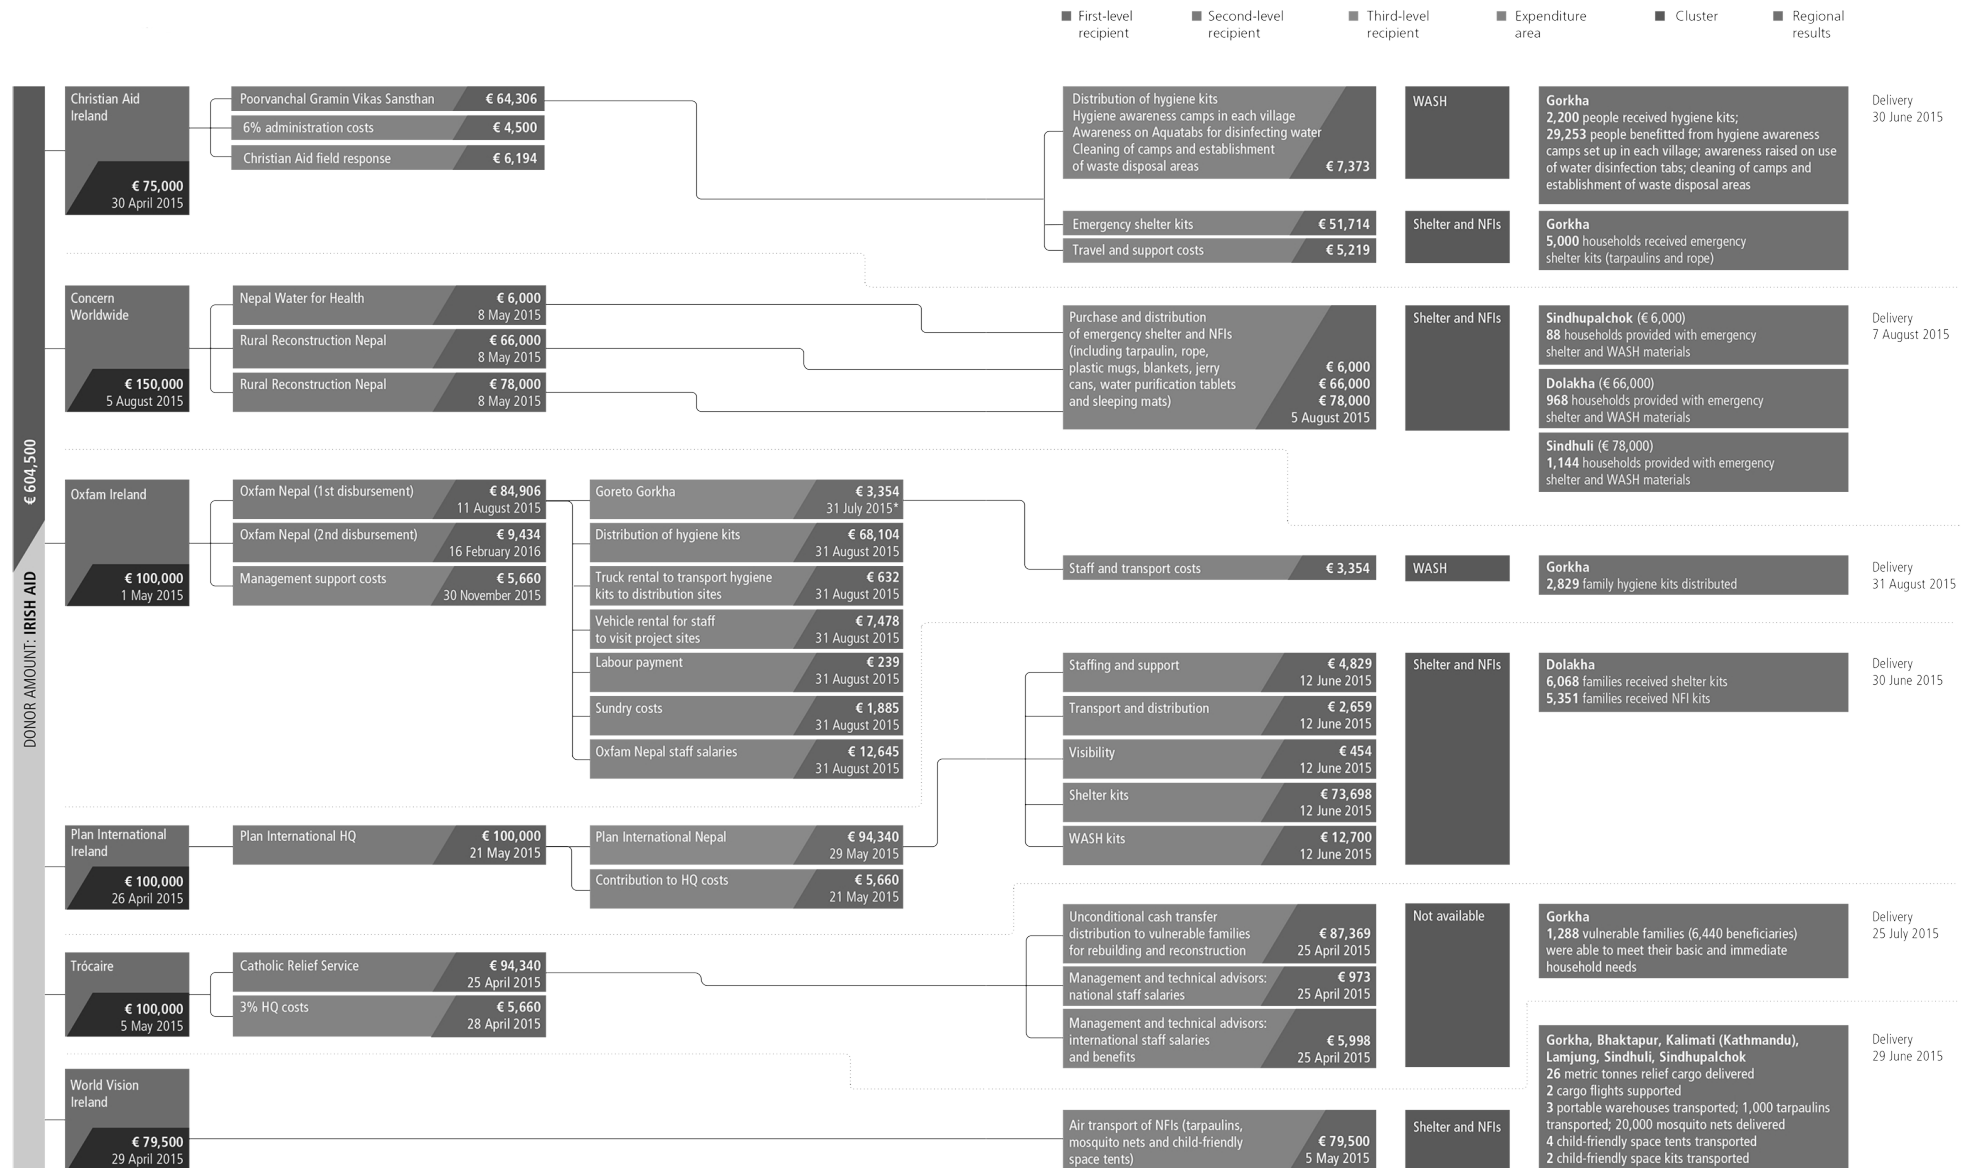 First-level
recipient
Second-level
recipient
Third-level
recipient
Expenditure
area
Cluster
Regional
results
€ 604,500
DONOR AMOUNT: IRISH AID
Christian Aid
Ireland
€ 75,000
30 April 2015
Poorvanchal Gramin Vikas Sansthan € 64,306
6% administration costs € 4,500
Christian Aid field response € 6,194
Distribution of hygiene kits
Hygiene awareness camps in each village
Awareness on Aquatabs for disinfecting water
Cleaning of camps and establishment
of waste disposal areas € 7,373
Emergency shelter kits € 51,714
Travel and support costs € 5,219
WASH
Shelter and NFIs
Gorkha
2,200 people received hygiene kits;
29,253 people benefitted from hygiene awareness
camps set up in each village; awareness raised on use
of water disinfection tabs; cleaning of camps and
establishment of waste disposal areas
Gorkha
5,000 households received emergency
shelter kits (tarpaulins and rope)
Delivery
30 June 2015
Concern
Worldwide
€ 150,000
5 August 2015
Nepal Water for Health € 6,000
8 May 2015
Rural Reconstruction Nepal € 66,000
8 May 2015
Rural Reconstruction Nepal € 78,000
8 May 2015
Purchase and distribution
of emergency shelter and NFIs
(including tarpaulin, rope,
plastic mugs, blankets, jerry € 6,000
cans, water purification tablets € 66,000
and sleeping mats) € 78,000
5 August 2015
Shelter and NFIs
Sindhupalchok (€ 6,000)
88 households provided with emergency
shelter and WASH materials
Dolakha (€ 66,000)
968 households provided with emergency
shelter and WASH materials
Sindhuli (€ 78,000)
1,144 households provided with emergency
shelter and WASH materials
Delivery
7 August 2015
Oxfam Ireland
€ 100,000
1 May 2015
Oxfam Nepal (1st disbursement) € 84,906
11 August 2015
Oxfam Nepal (2nd disbursement) € 9,434
16 February 2016
Management support costs € 5,660
30 November 2015
Goreto Gorkha € 3,354
31 July 2015*
Distribution of hygiene kits € 68,104
31 August 2015
Truck rental to transport hygiene € 632
kits to distribution sites 31 August 2015
Vehicle rental for staff € 7,478
to visit project sites 31 August 2015
Labour payment € 239
31 August 2015
Sundry costs € 1,885
31 August 2015
Oxfam Nepal staff salaries € 12,645
31 August 2015
Staff and transport costs € 3,354
WASH
Gorkha
2,829 family hygiene kits distributed
Delivery
31 August 2015
Plan International
Ireland
€ 100,000
26 April 2015
Plan International HQ € 100,000
21 May 2015
Plan International Nepal € 94,340
29 May 2015
Contribution to HQ costs € 5,660
21 May 2015
Staffing and support € 4,829
12 June 2015
Transport and distribution € 2,659
12 June 2015
Visibility € 454
12 June 2015
Shelter kits € 73,698
12 June 2015
WASH kits € 12,700
12 June 2015
Shelter and NFIs
Dolakha
6,068 families received shelter kits
5,351 families received NFI kits
Delivery
30 June 2015
Trócaire
€ 100,000
5 May 2015
Catholic Relief Service € 94,340
25 April 2015
3% HQ costs € 5,660
28 April 2015
Unconditional cash transfer
distribution to vulnerable families € 87,369
for rebuilding and reconstruction 25 April 2015
Management and technical advisors: € 973
national staff salaries 25 April 2015
Management and technical advisors:
international staff salaries € 5,998
and benefits 25 April 2015
Not available
Gorkha
1,288 vulnerable families (6,440 beneficiaries)
were able to meet their basic and immediate
household needs
Delivery
25 July 2015
World Vision
Ireland
€ 79,500
29 April 2015
Air transport of NFIs (tarpaulins,
mosquito nets and child-friendly € 79,500
space tents) 5 May 2015
Shelter and NFIs
Gorkha, Bhaktapur, Kalimati (Kathmandu),
Lamjung, Sindhuli, Sindhupalchok
26 metric tonnes relief cargo delivered
2 cargo flights supported
3 portable warehouses transported; 1,000 tarpaulins
transported; 20,000 mosquito nets delivered
4 child-friendly space tents transported
2 child-friendly space kits transported
Delivery
29 June 2015